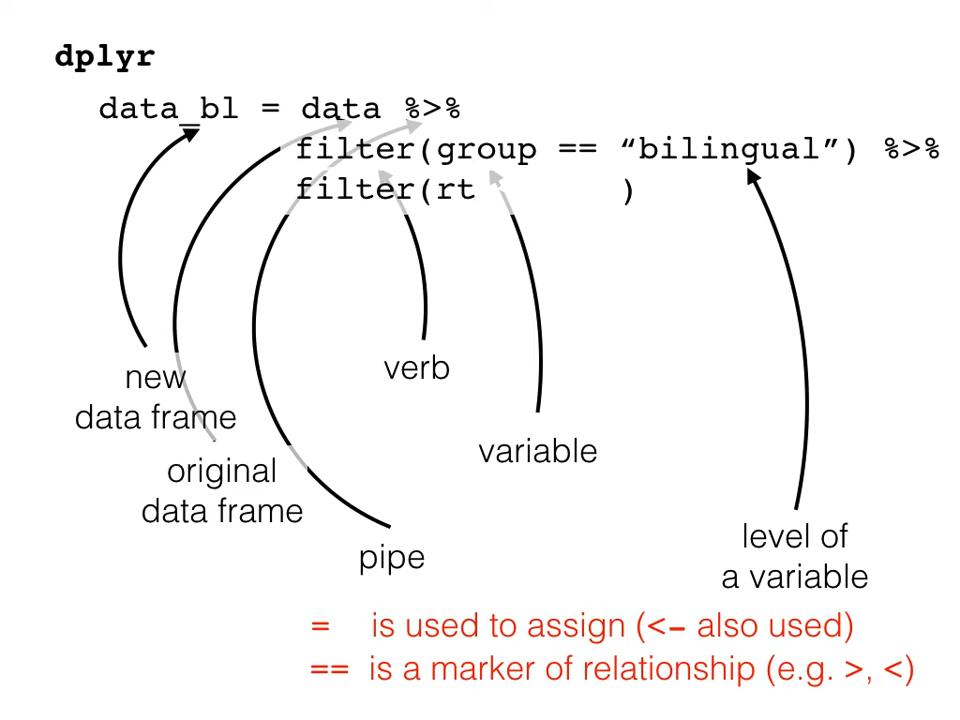 dplyr
data_bl = data %>%
filter(group == “bilingual”) %>%
filter(rt )
new
data frame
original
data frame
pipe
verb
variable
level of
a variable
= is used to assign (<– also used)
== is a marker of relationship (e.g. >, <)